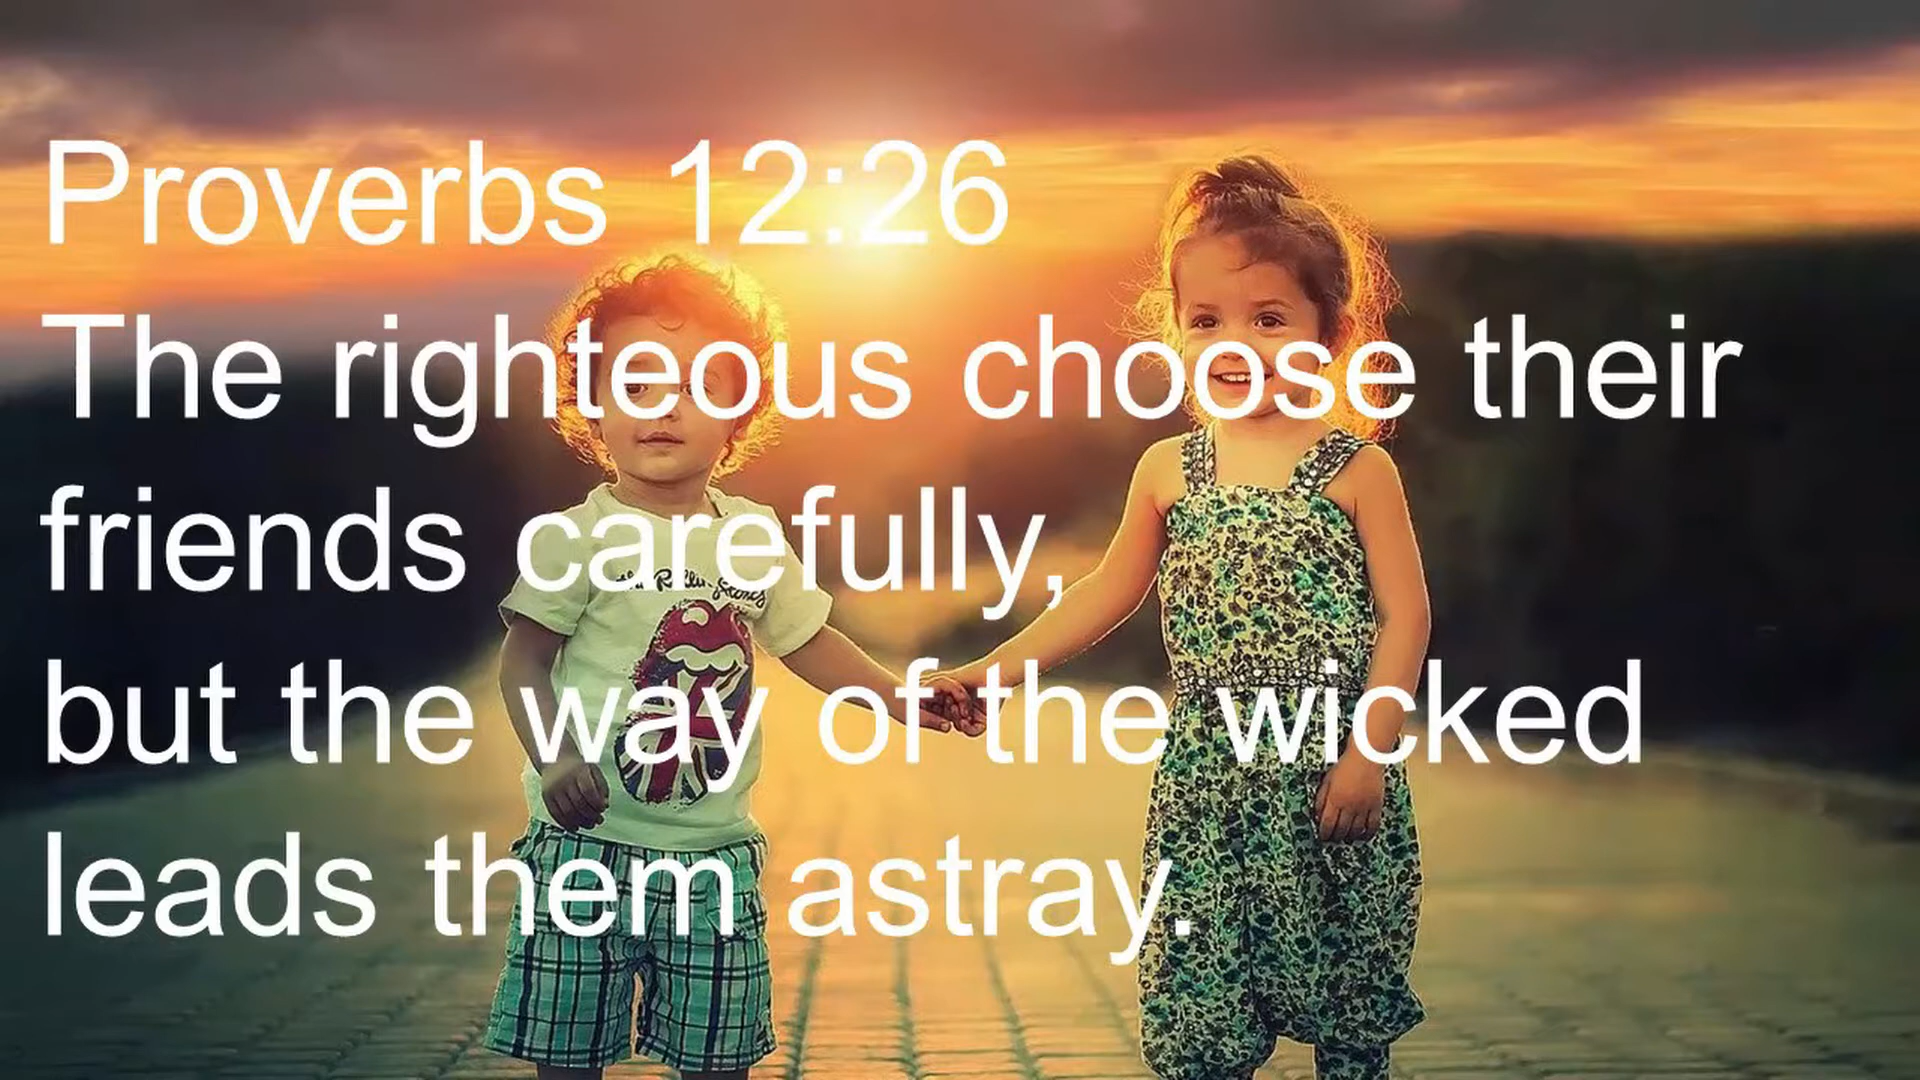 Proverbs 12:26
The righteous choose their
friends carefully,
but the way of the wicked
leads them astray.